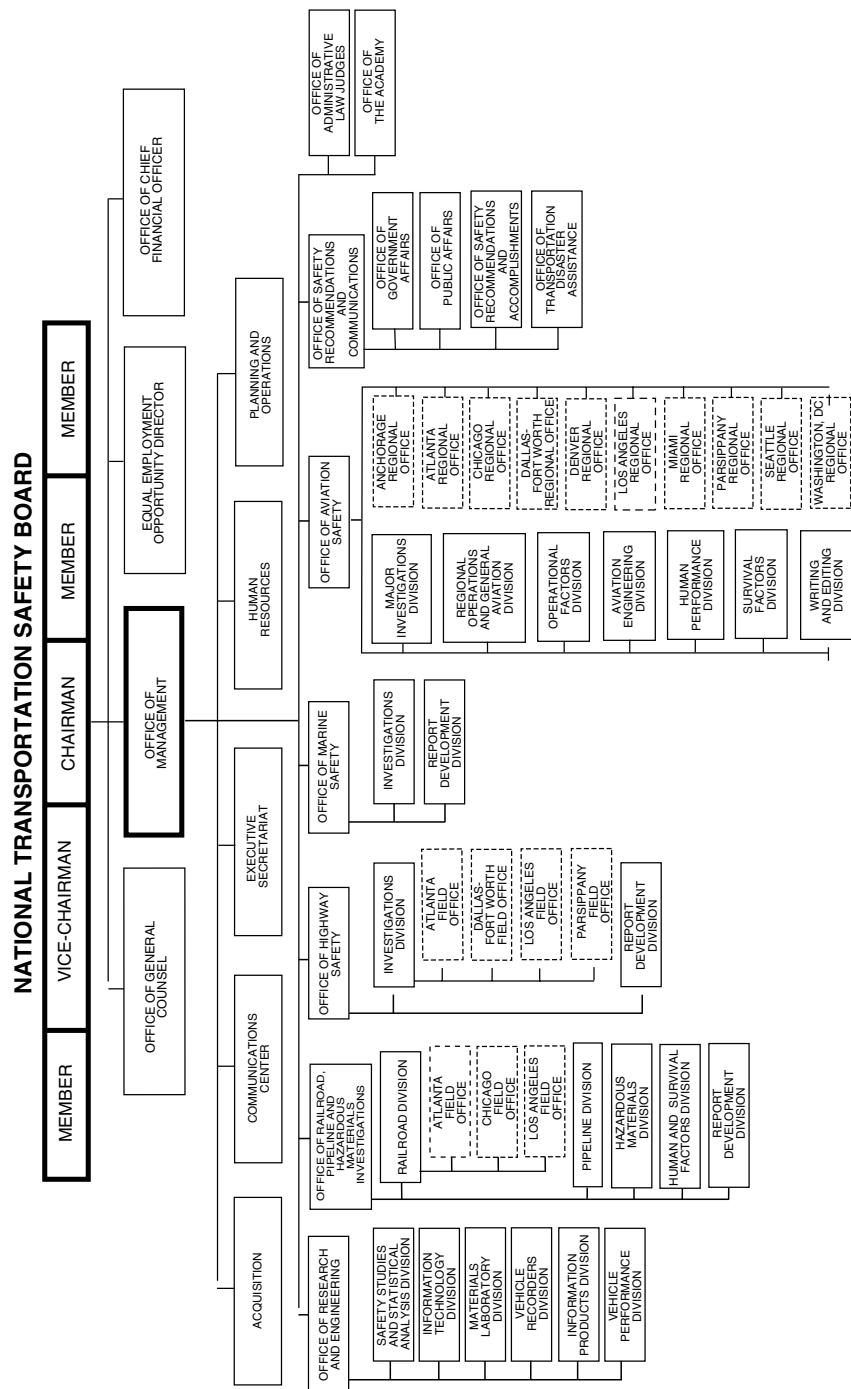 NATIONAL TRANSPORTATION SAFETY BOARD
MEMBER
VICE-CHAIRMAN
CHAIRMAN
MEMBER
MEMBER
OFFICE OF GENERAL
COUNSEL
OFFICE OF
MANAGEMENT
EQUAL EMPLOYMENT
OPPORTUNITY DIRECTOR
OFFICE OF CHIEF
FINANCIAL OFFICER
ACQUISITION
COMMUNICATIONS
CENTER
EXECUTIVE
SECRETARIAT
HUMAN
RESOURCES
PLANNING AND
OPERATIONS
OFFICE OF RESEARCH
AND ENGINEERING
SAFETY STUDIES
AND STATISTICAL
ANALYSIS DIVISION
INFORMATION
TECHNOLOGY
DIVISION
MATERIALS
LABORATORY
DIVISION
VEHICLE
RECORDERS
DIVISION
INFORMATION
PRODUCTS DIVISION
VEHICLE
PERFORMANCE
DIVISION
OFFICE OF RAILROAD,
PIPELINE AND
HAZARDOUS
MATERIALS
INVESTIGATIONS
RAILROAD DIVISION
ATLANTA
FIELD
OFFICE
CHICAGO
FIELD
OFFICE
LOS ANGELES
FIELD
OFFICE
PIPELINE DIVISION
HAZARDOUS
MATERIALS
DIVISION
HUMAN AND SURVIVAL
FACTORS DIVISION
REPORT
DEVELOPMENT
DIVISION
OFFICE OF HIGHWAY
SAFETY
INVESTIGATIONS
DIVISION
ATLANTA
FIELD
OFFICE
DALLAS-
FORT WORTH
FIELD OFFICE
LOS ANGELES
FIELD
OFFICE
PARSIPPANY
FIELD
OFFICE
REPORT
DEVELOPMENT
DIVISION
OFFICE OF MARINE
SAFETY
INVESTIGATIONS
DIVISION
REPORT
DEVELOPMENT
DIVISION
OFFICE OF AVIATION
SAFETY
MAJOR
INVESTIGATIONS
DIVISION
REGIONAL
OPERATIONS
AND GENERAL
AVIATION
DIVISION
OPERATIONAL
FACTORS
DIVISION
AVIATION
ENGINEERING
DIVISION
HUMAN
PERFORMANCE
DIVISION
SURVIVAL
FACTORS
DIVISION
WRITING
AND EDITING
DIVISION
ANCHORAGE
REGIONAL
OFFICE
ATLANTA
REGIONAL
OFFICE
CHICAGO
REGIONAL
OFFICE
DALLAS-
FORT WORTH
REGIONAL OFFICE
DENVER
REGIONAL
OFFICE
LOS ANGELES
REGIONAL
OFFICE
MIAMI
REGIONAL
OFFICE
PARSIPPANY
REGIONAL
OFFICE
SEATTLE
REGIONAL
OFFICE
WASHINGTON, DC
REGIONAL
OFFICE
OFFICE OF SAFETY
RECOMMENDATIONS
AND
COMMUNICATIONS
OFFICE OF
GOVERNMENT
AFFAIRS
OFFICE OF
PUBLIC AFFAIRS
OFFICE OF SAFETY
RECOMMENDATIONS
AND
ACCOMPLISHMENTS
OFFICE OF
TRANSPORTATION
DISASTER
ASSISTANCE
OFFICE OF
ADMINISTRATIVE
LAW JUDGES
OFFICE OF
THE ACADEMY